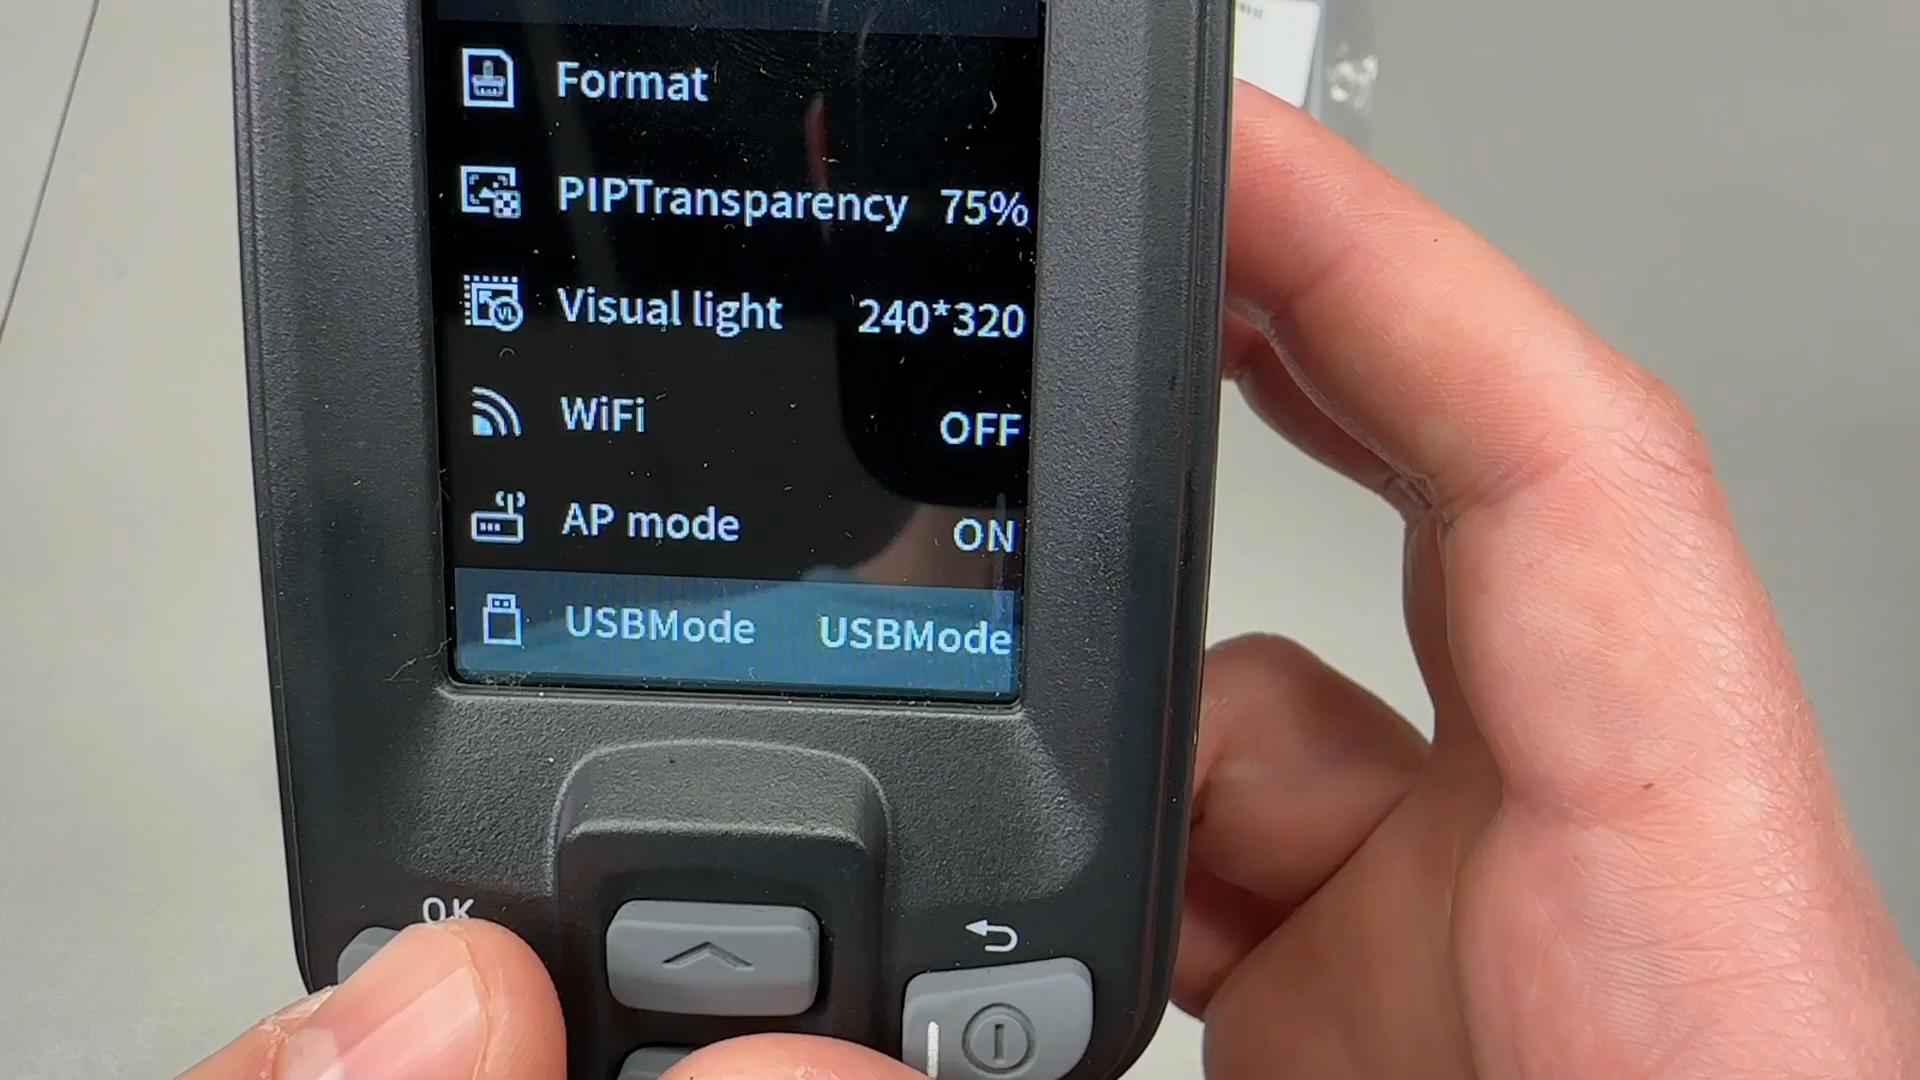 Format
PIPTransparency 75%
Visual light 240*320
WiFi OFF
AP mode ON
USBMode USBMode
OK